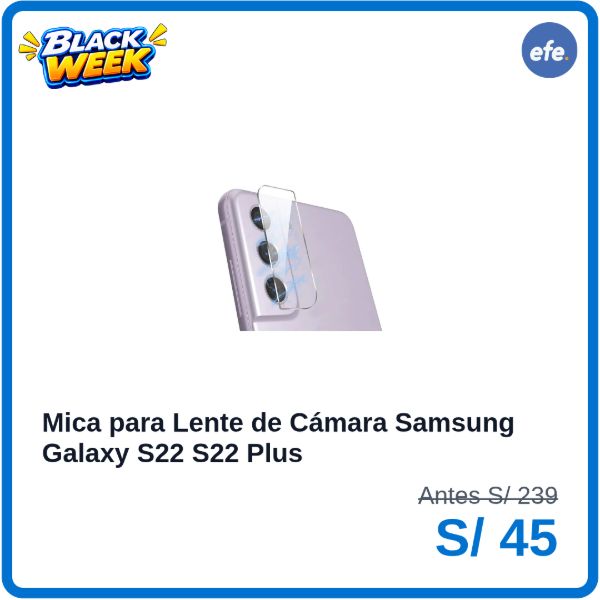 BLACK
WEEK
efe.
Mica para Lente de Cámara Samsung
Galaxy S22 S22 Plus
Antes S/ 239
S/ 45